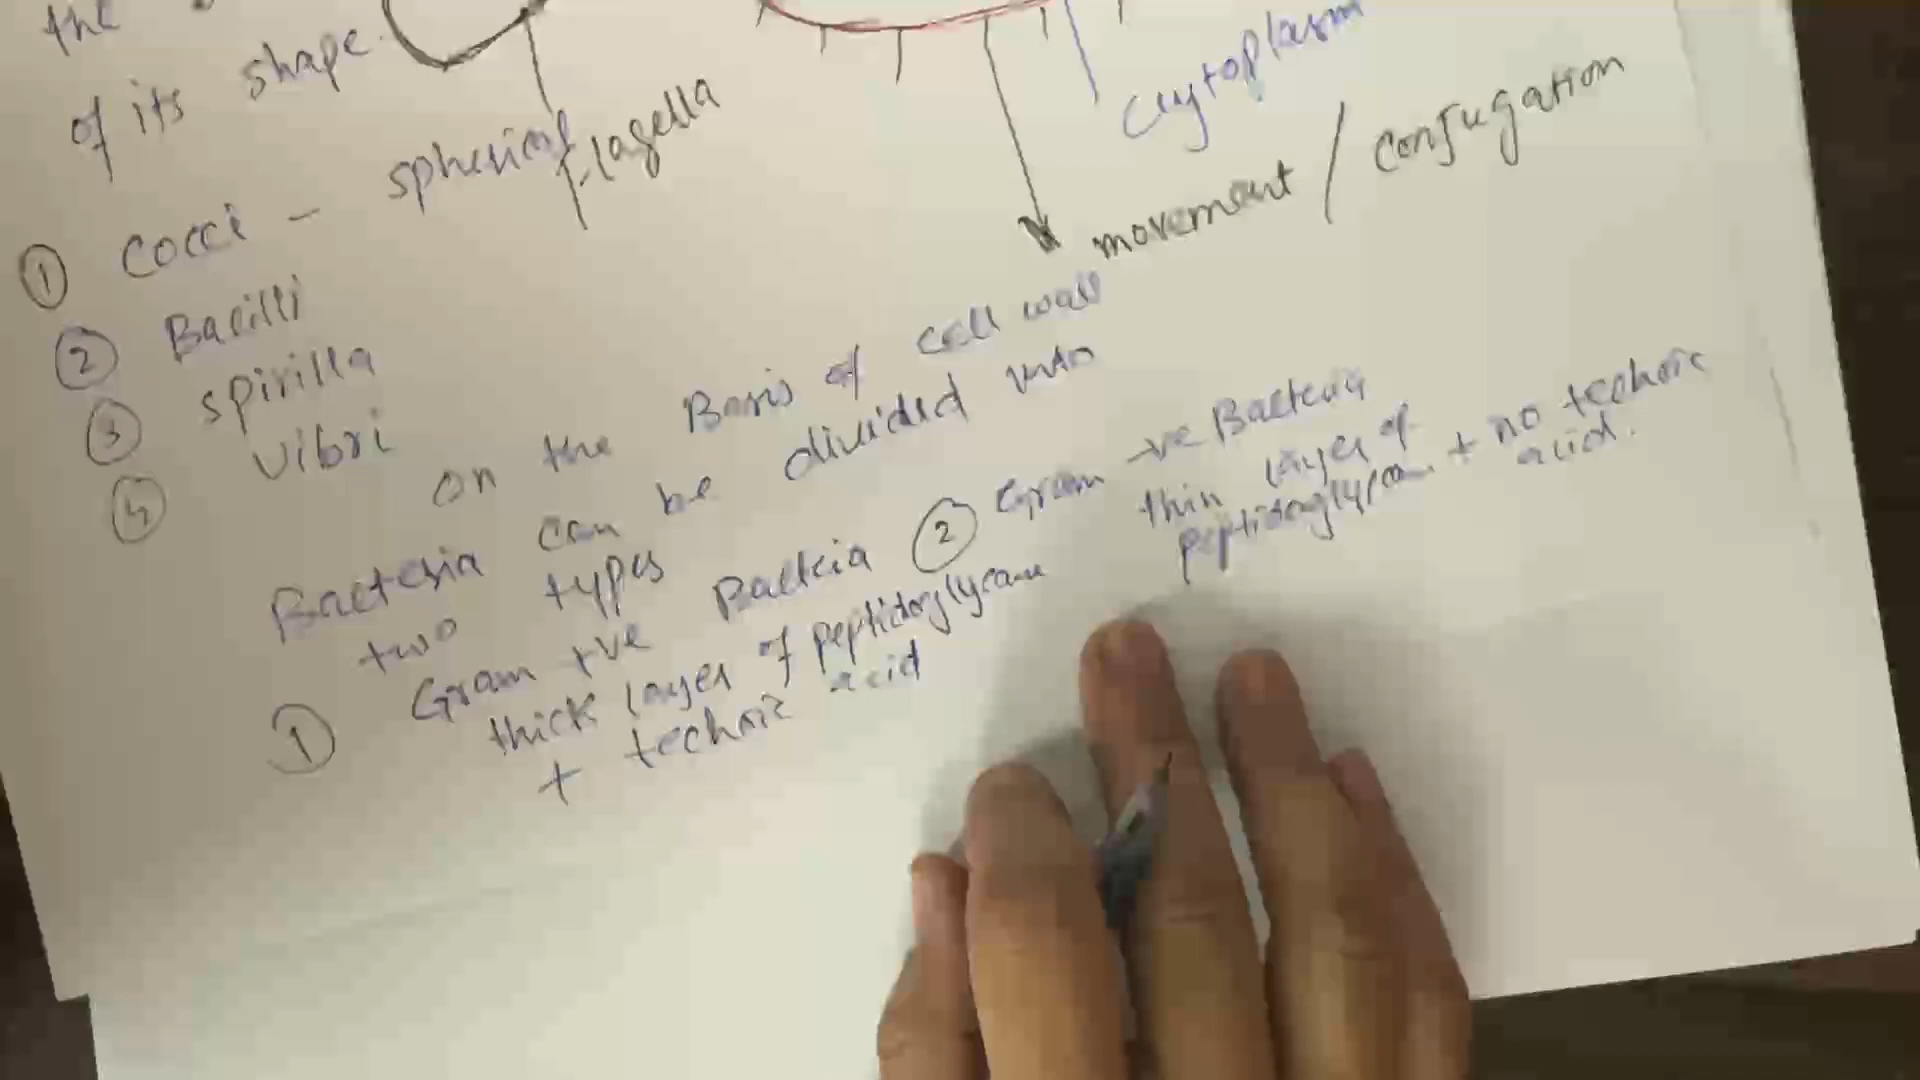 the
of its shape.
① Cocci - spherical
② Bacilli
③ spirilla
④ vibri
flagella
Cytoplasm
movement / Conjugation
on the Basis of cell wall
Bacteria can be divided into
two types
① Gram +ve Bacteia ② Gram -ve Bacteria
thick layer of peptidoglycan
+ techoic acid
thin layer of
peptidoglycan + no techoic
acid.